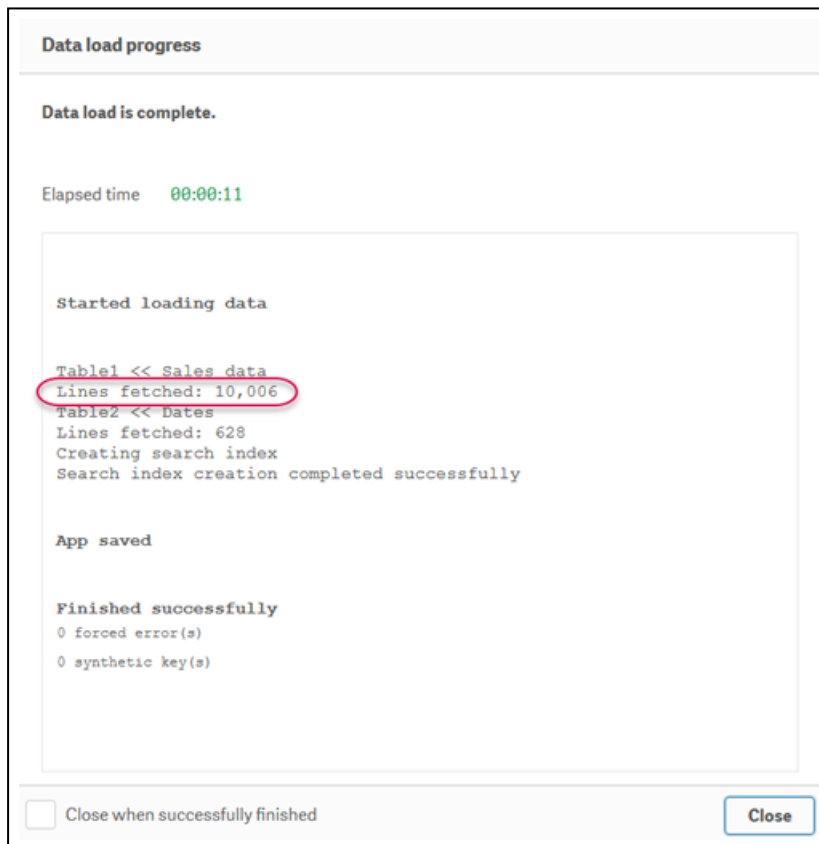 Data load progress
Data load is complete.
Elapsed time 00:00:11
Started loading data
Table1 << Sales data
Lines fetched: 10,006
Table2 << Dates
Lines fetched: 628
Creating search index
Search index creation completed successfully
App saved
Finished successfully
0 forced error(s)
0 synthetic key(s)
Close when successfully finished
Close